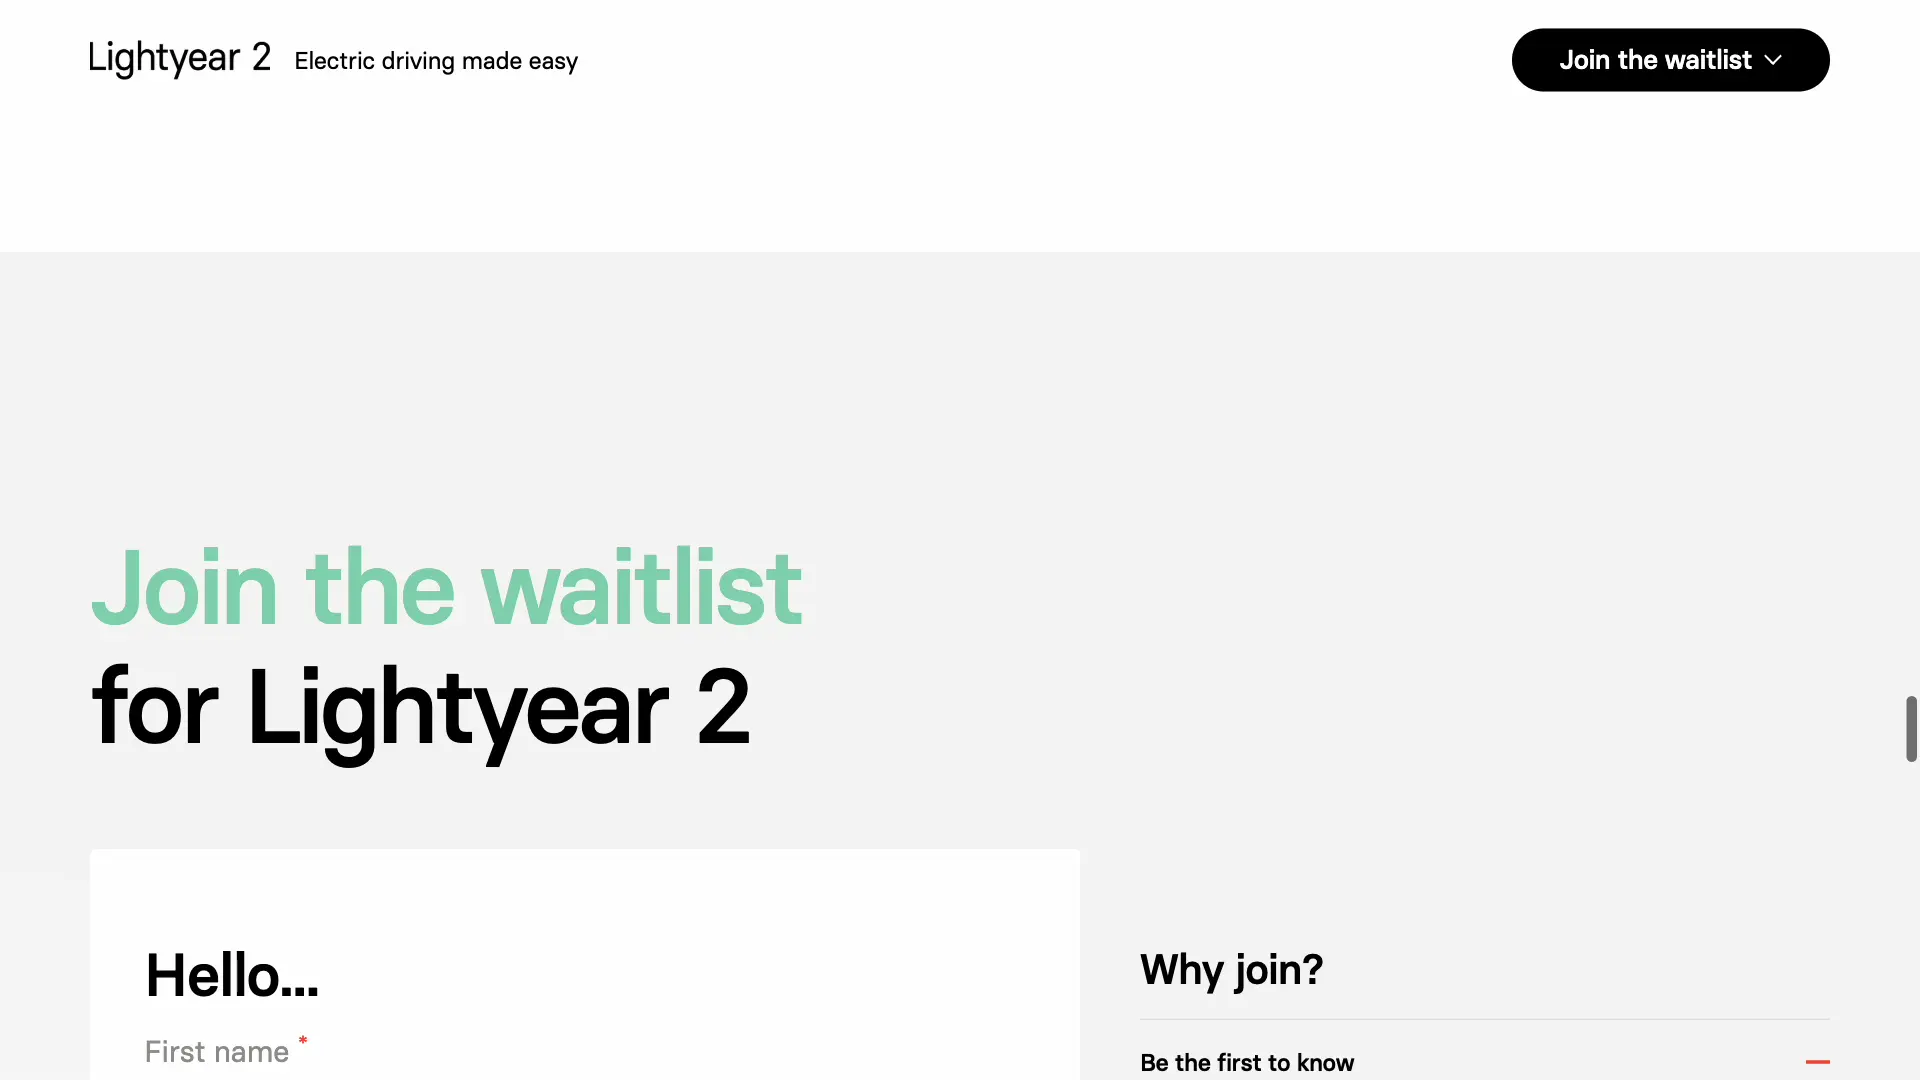 Lightyear 2
Electric driving made easy
Join the waitlist
Join the waitlist
for Lightyear 2
Hello...
First name *
Why join?
Be the first to know